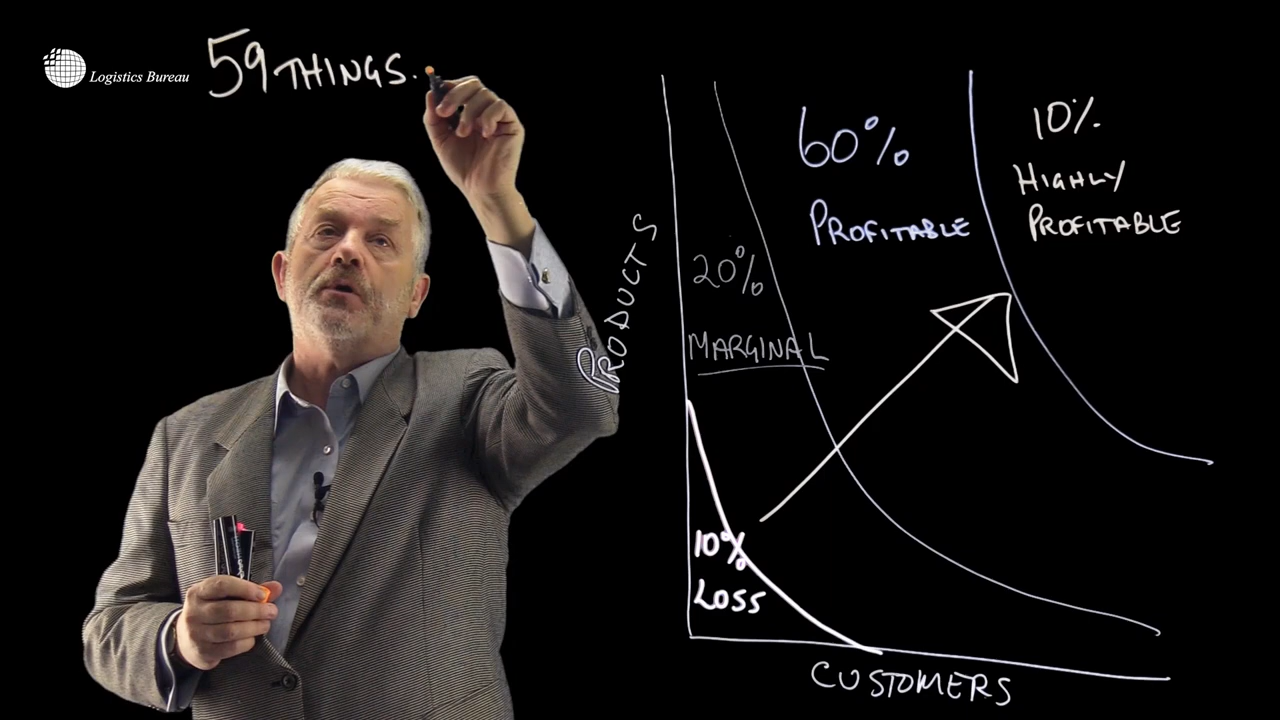 Logistics Bureau
59 THINGS.
PRODUCTS
20%
MARGINAL
60%
PROFITABLE
10%
HIGHLY
PROFITABLE
10%
LOSS
CUSTOMERS